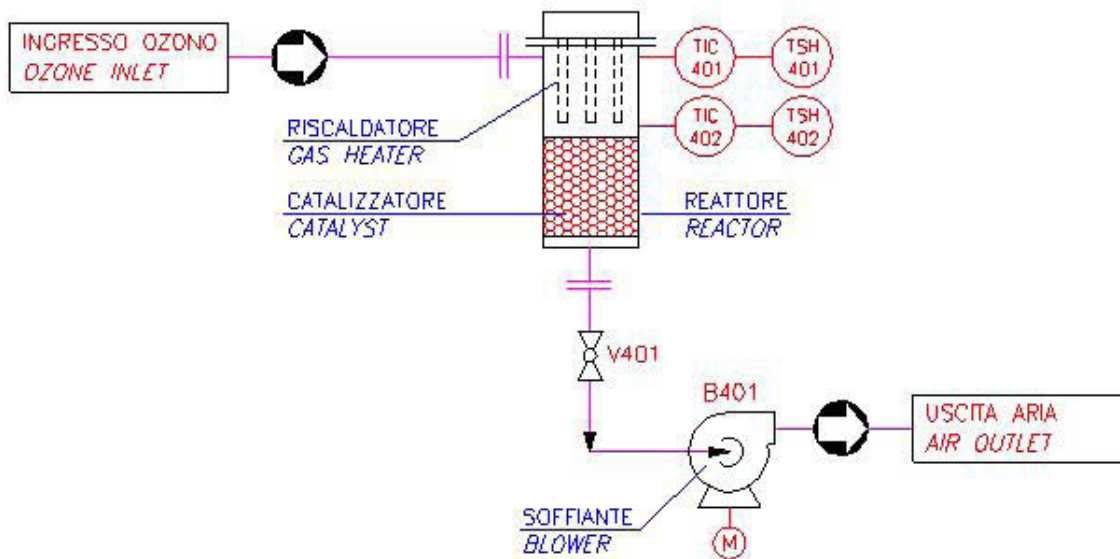 INGRESSO OZONO
OZONE INLET
TIC
401
TSH
401
TIC
402
TSH
402
RISCALDATORE
GAS HEATER
CATALIZZATORE
CATALYST
REATTORE
REACTOR
V401
B401
USCITA ARIA
AIR OUTLET
SOFFIANTE
BLOWER
M